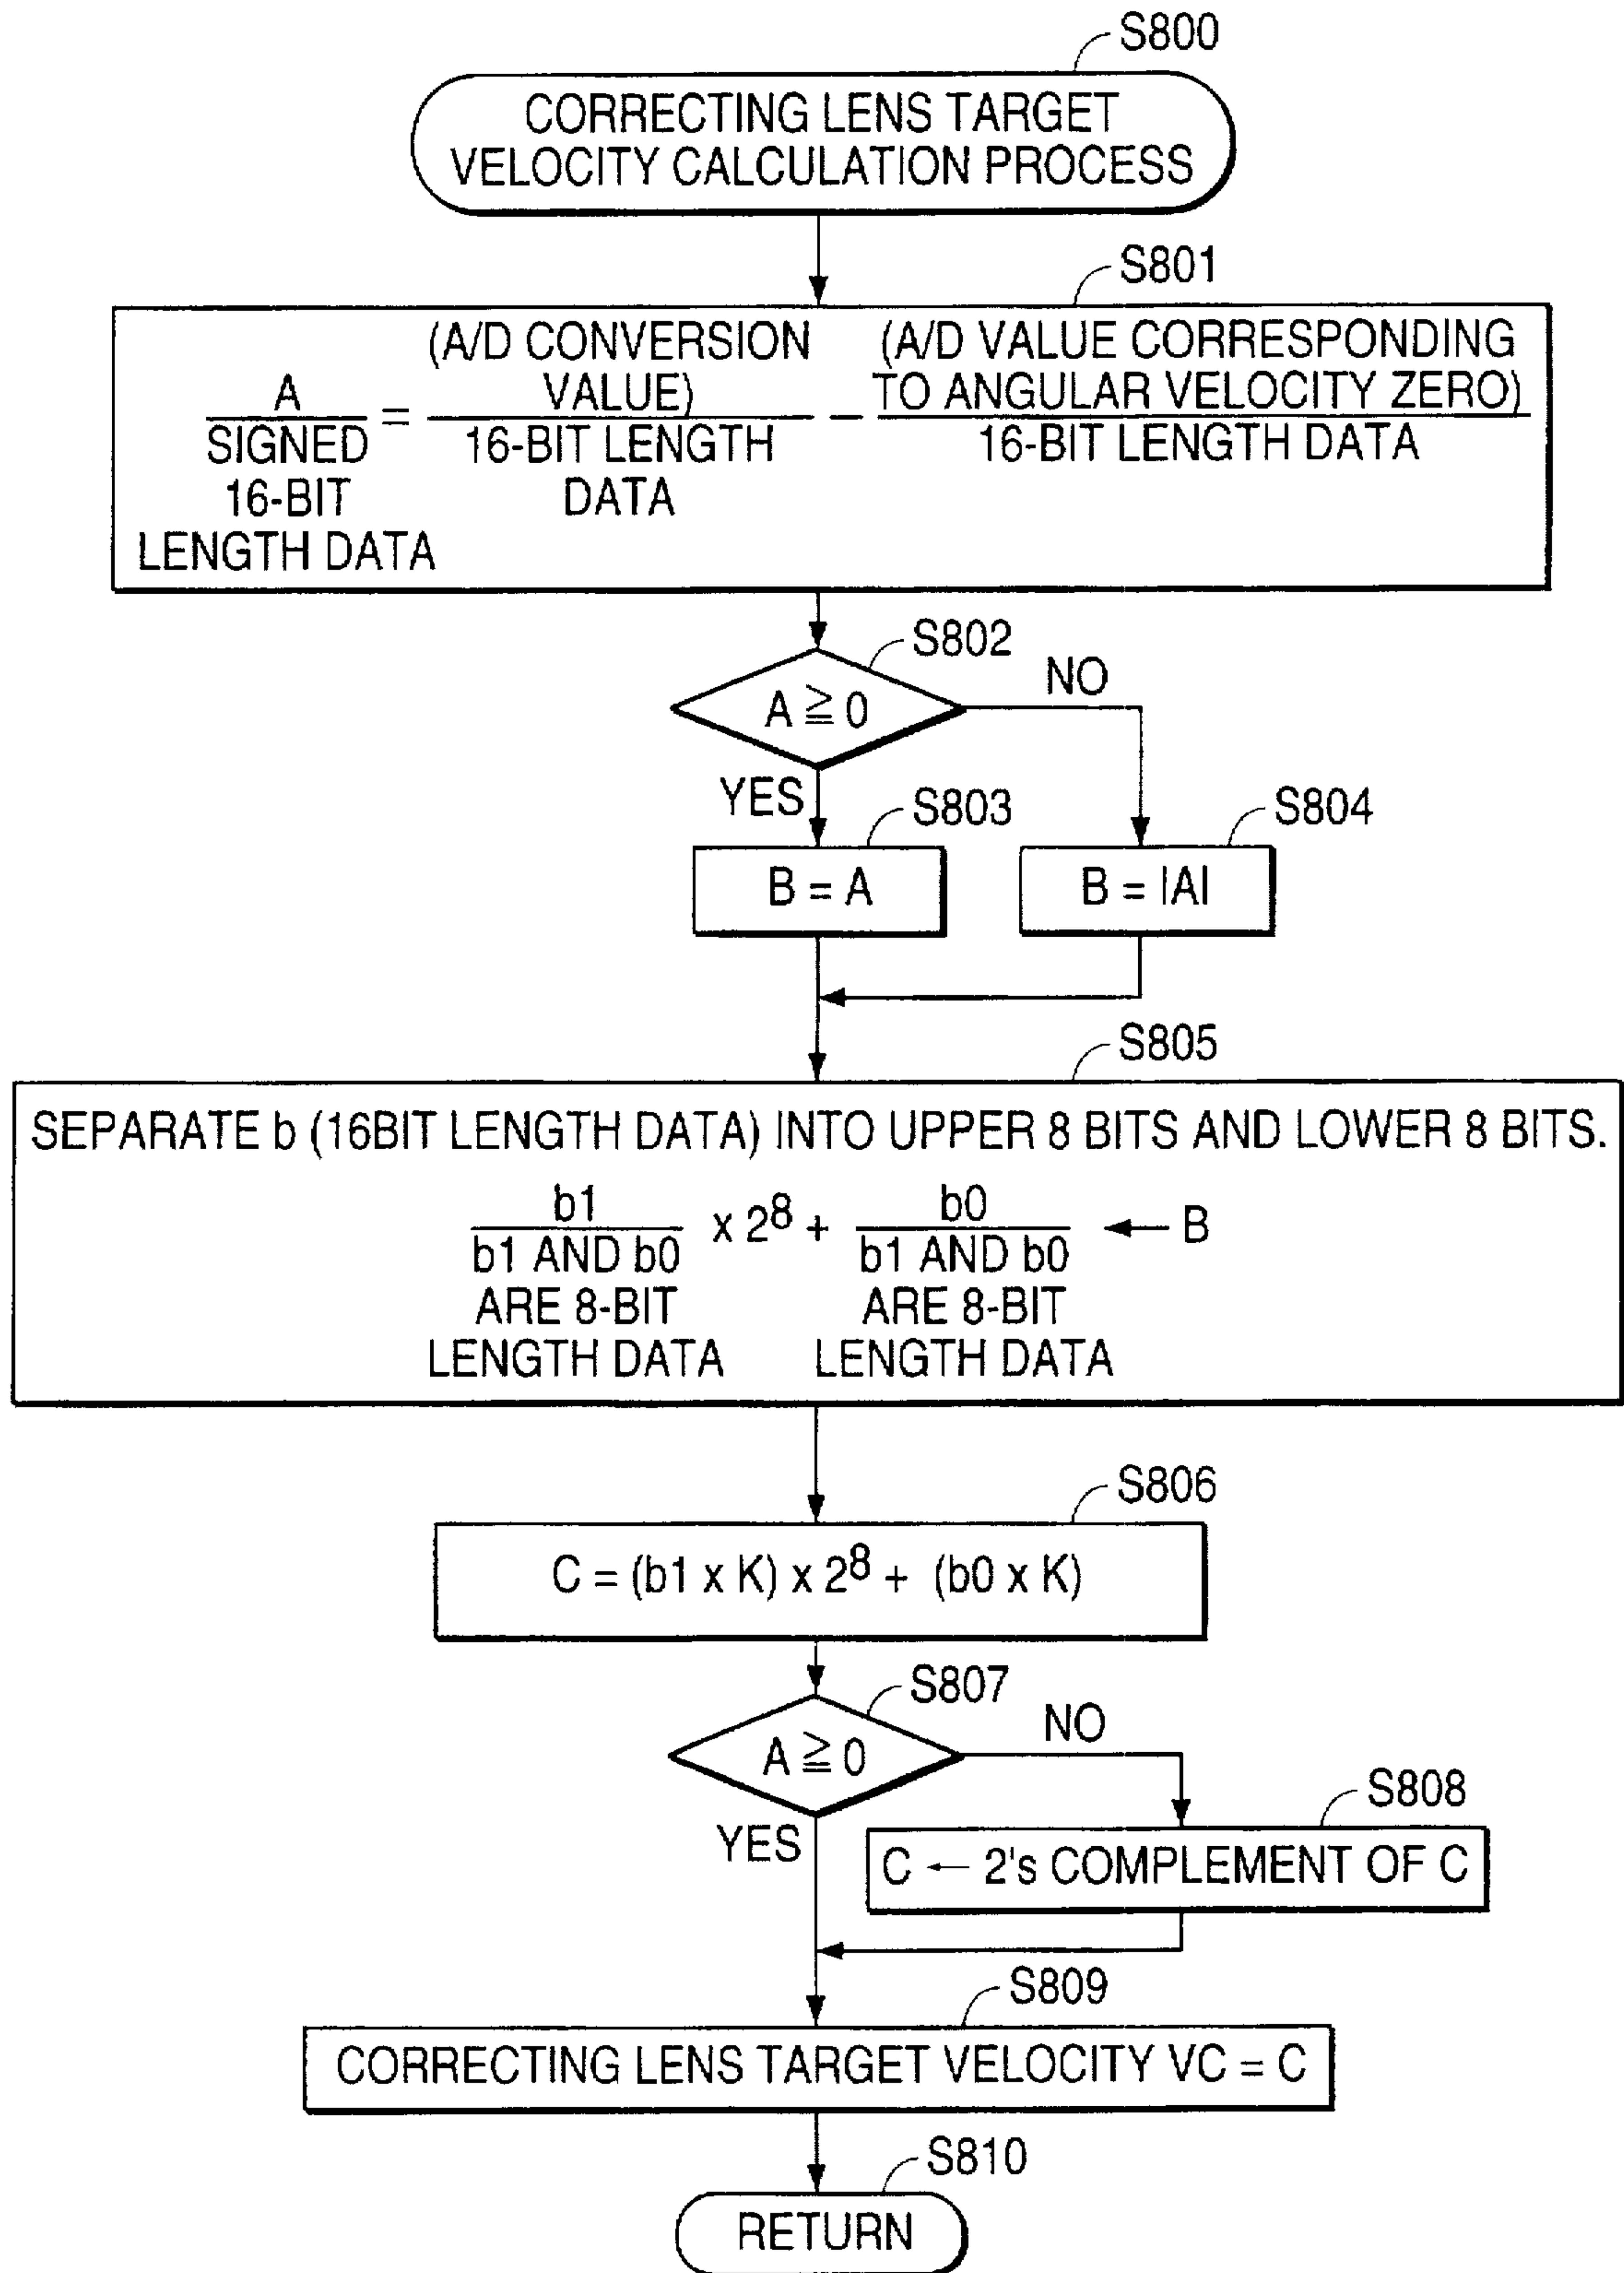 S800
CORRECTING LENS TARGET
VELOCITY CALCULATION PROCESS
S801
(A/D CONVERSION (A/D VALUE CORRESPONDING
A = VALUE) − TO ANGULAR VELOCITY ZERO)
SIGNED 16-BIT LENGTH 16-BIT LENGTH DATA
16-BIT DATA
LENGTH DATA
S802
A ≧ 0
NO
YES
S803
S804
B = A
B = |A|
S805
SEPARATE b (16BIT LENGTH DATA) INTO UPPER 8 BITS AND LOWER 8 BITS.
b1 x 2⁸ + b0 ← B
b1 AND b0 b1 AND b0
ARE 8-BIT ARE 8-BIT
LENGTH DATA LENGTH DATA
S806
C = (b1 x K) x 2⁸ + (b0 x K)
S807
A ≧ 0
NO
YES
S808
C ← 2's COMPLEMENT OF C
S809
CORRECTING LENS TARGET VELOCITY VC = C
S810
RETURN